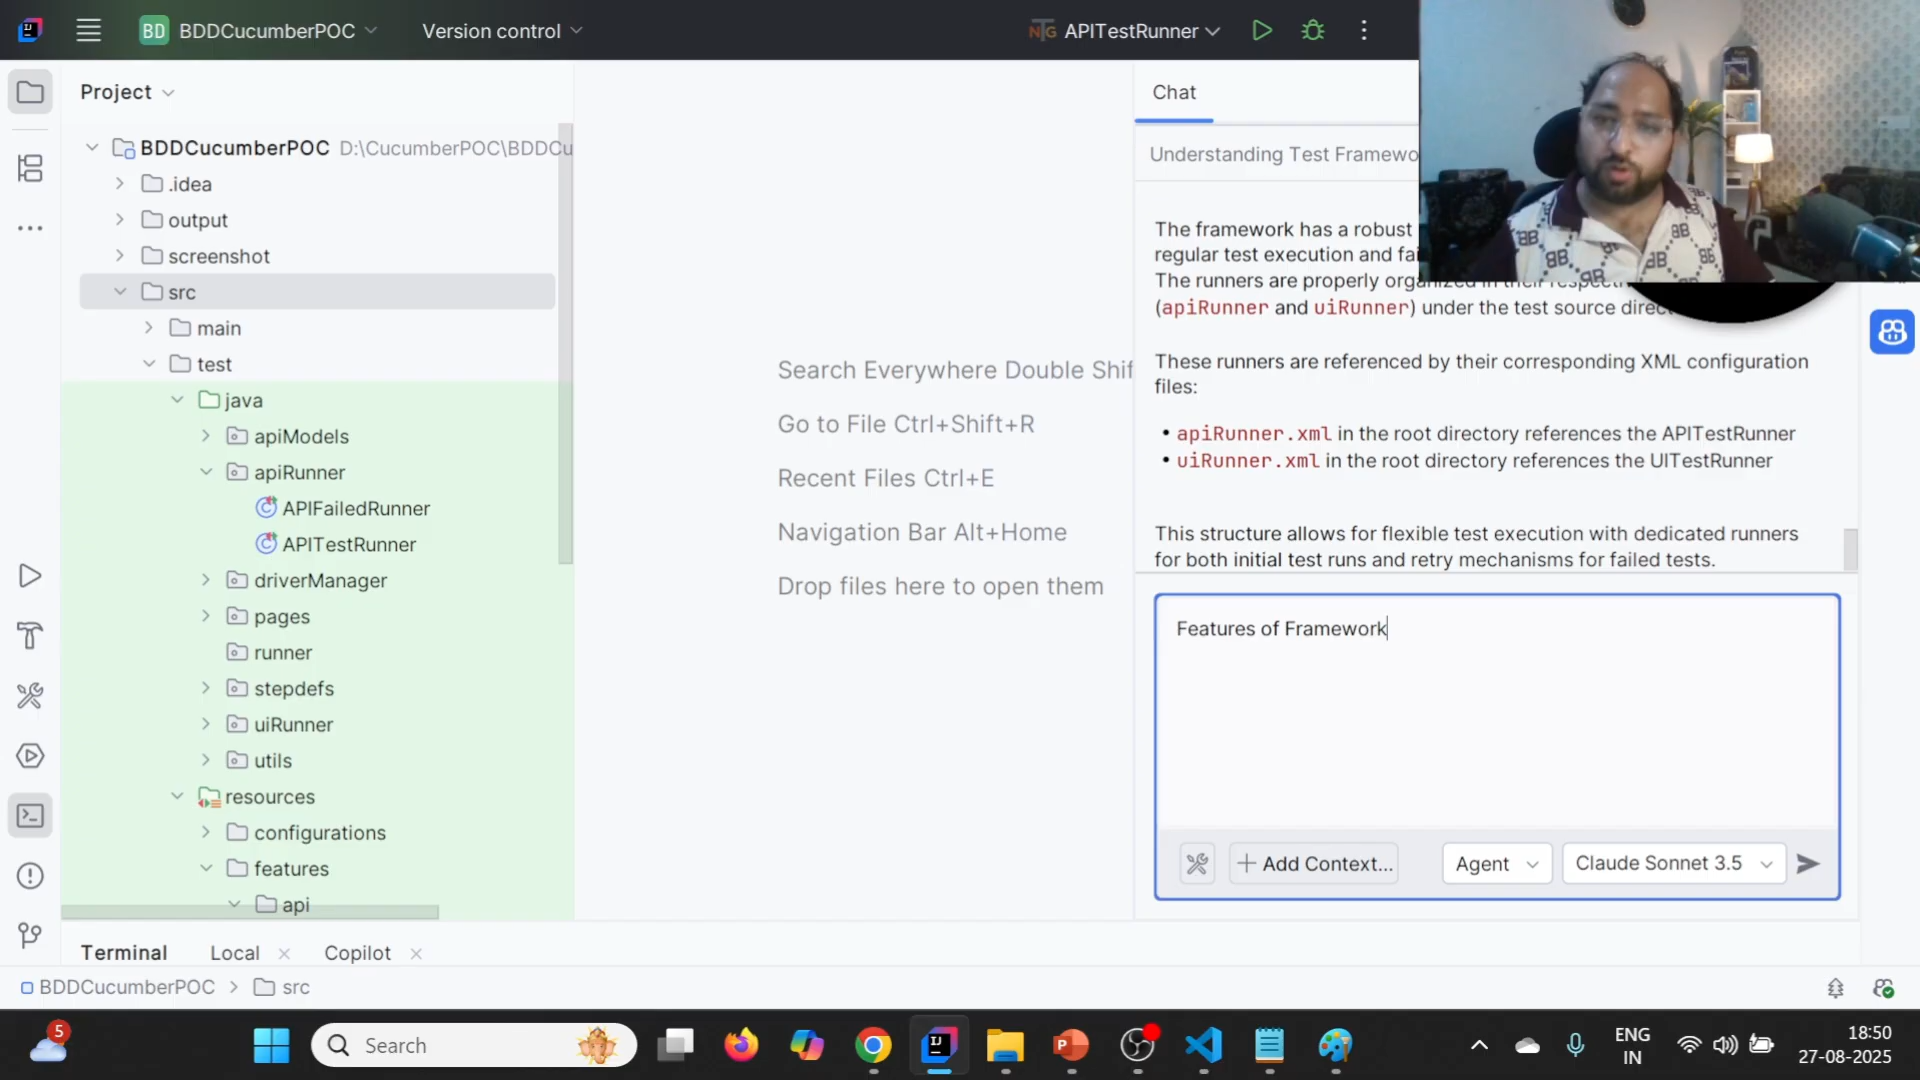 BD BDDCucumberPOC Version control
APITestRunner
Project
BDDCucumberPOC D:\CucumberPOC\BDDCu
.idea
output
screenshot
src
main
test
java
apiModels
apiRunner
APIFailedRunner
APITestRunner
driverManager
pages
runner
stepdefs
uiRunner
utils
resources
configurations
features
api
Search Everywhere Double Shif
Go to File Ctrl+Shift+R
Recent Files Ctrl+E
Navigation Bar Alt+Home
Drop files here to open them
Chat
Understanding Test Framewo
The framework has a robust
regular test execution and fai
The runners are properly organized in their
(apiRunner and uiRunner) under the test source direc
These runners are referenced by their corresponding XML configuration
files:
• apiRunner.xml in the root directory references the APITestRunner
• uiRunner.xml in the root directory references the UITestRunner
This structure allows for flexible test execution with dedicated runners
for both initial test runs and retry mechanisms for failed tests.
Features of Framework
Add Context...
Agent
Claude Sonnet 3.5
Terminal Local Copilot
BDDCucumberPOC > src
5
Search
ENG
IN
18:50
27-08-2025